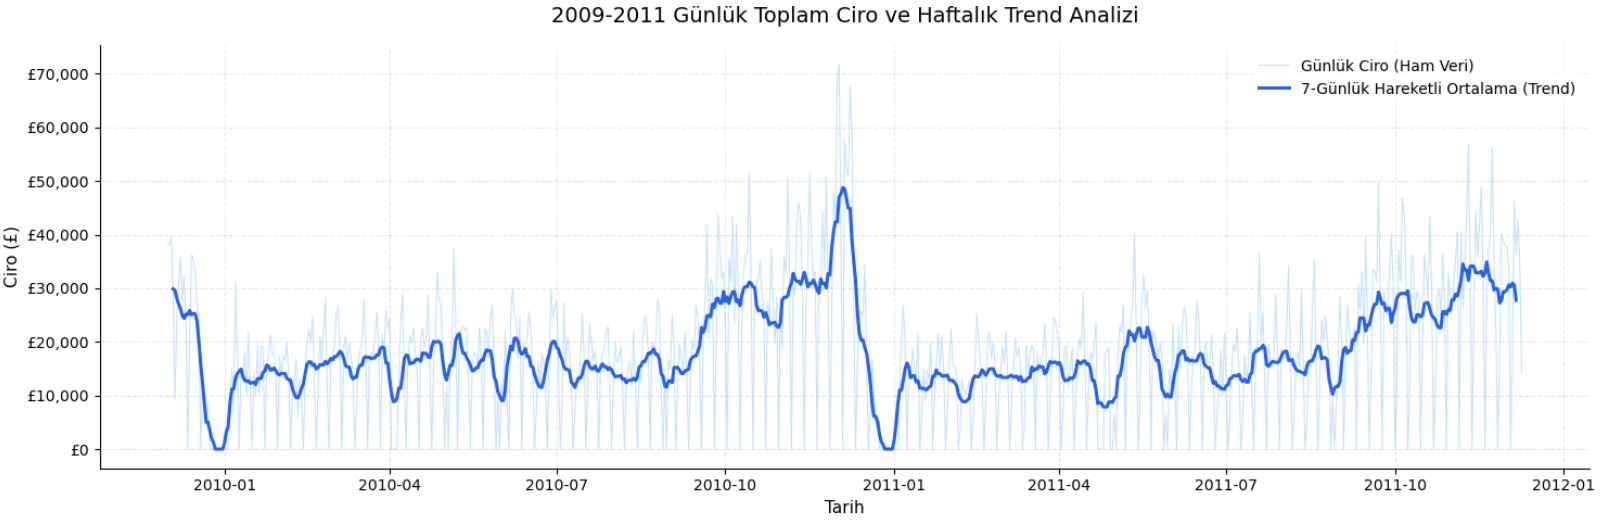 2009-2011 Günlük Toplam Ciro ve Haftalık Trend Analizi
Günlük Ciro (Ham Veri)
7-Günlük Hareketli Ortalama (Trend)
Ciro (£)
£70,000
£60,000
£50,000
£40,000
£30,000
£20,000
£10,000
£0
2010-01 2010-04 2010-07 2010-10 2011-01 2011-04 2011-07 2011-10 2012-01
Tarih